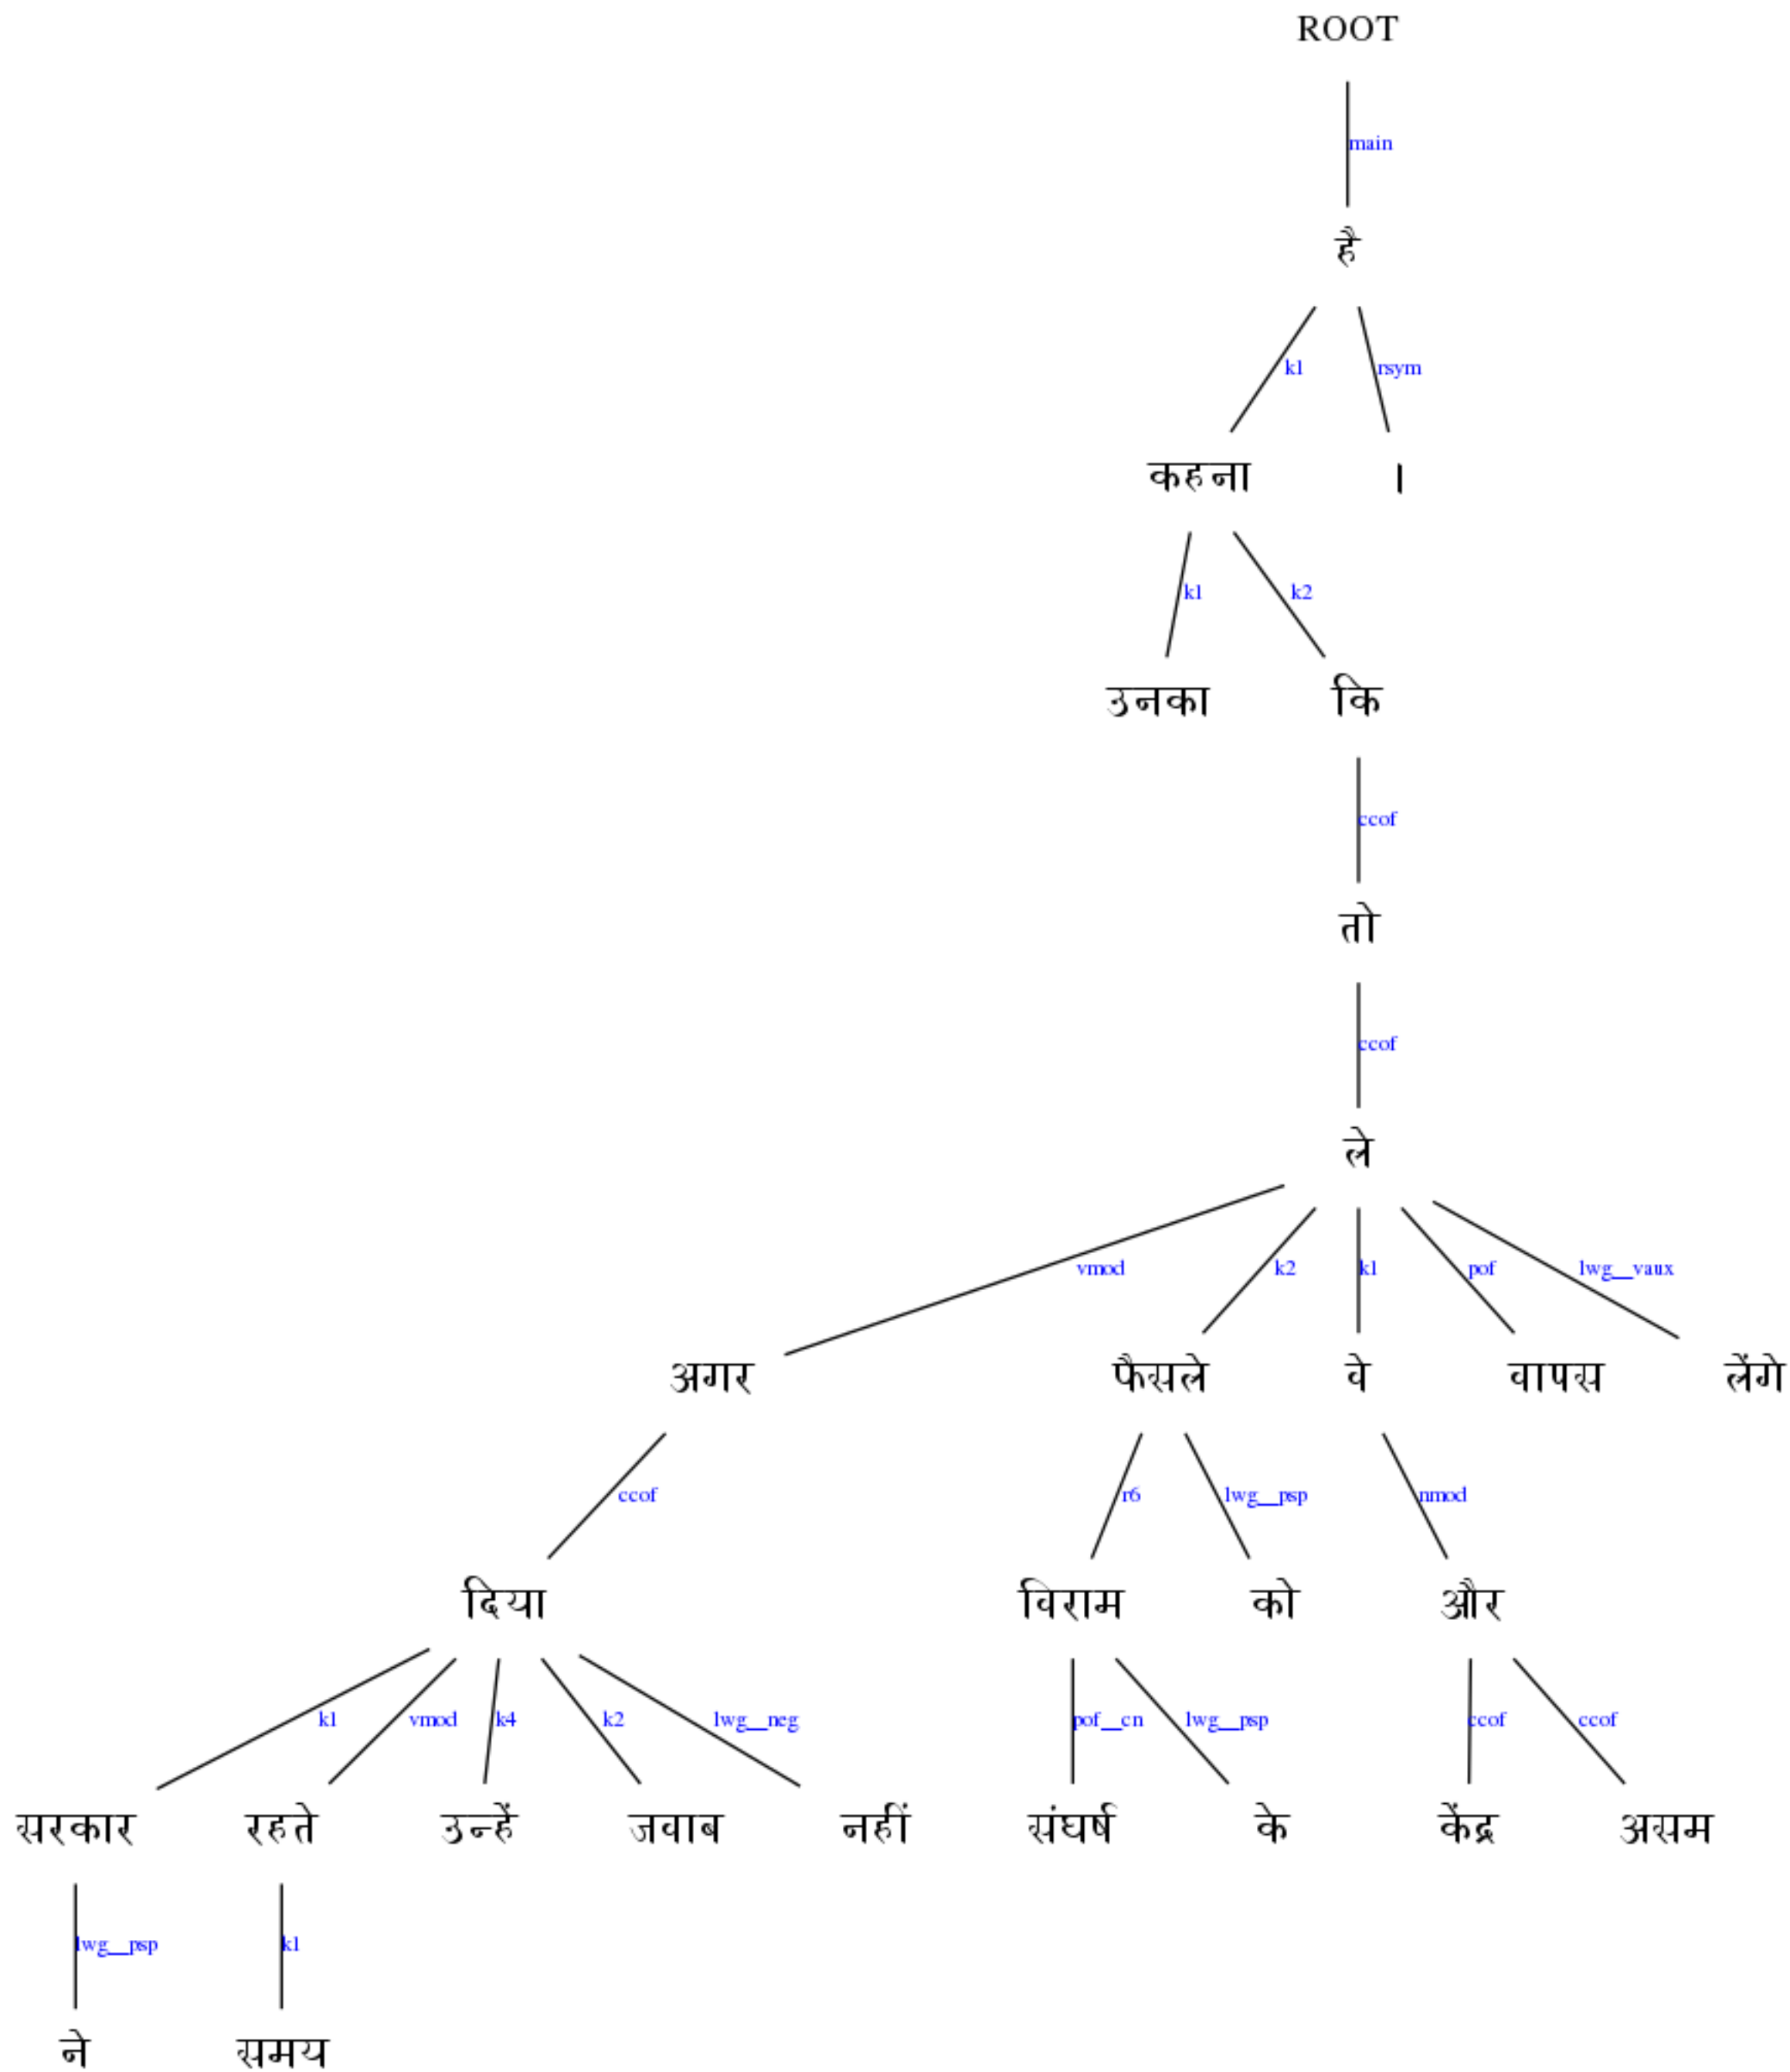 ROOT
main
है
k1 rsym
कहना ।
k1 k2
उनका कि
ccof
तो
ccof
ले
vmod k2 k1 pof lwg__vaux
अगर फैसले वे वापस लेंगे
ccof r6 lwg__psp nmod
दिया विराम को और
k1 vmod k4 k2 lwg__neg pof__cn lwg__psp ccof ccof
सरकार रहते उन्हें जवाब नहीं संघर्ष के केंद्र असम
lwg__psp k1
ने समय